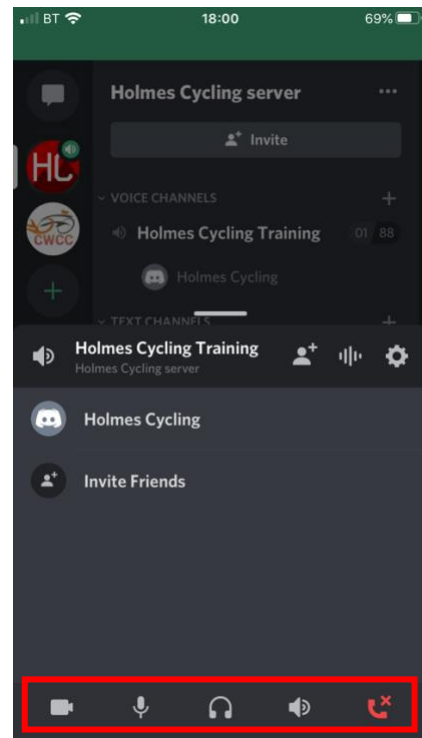 BT 18:00 69%
Holmes Cycling server
Invite
HC
VOICE CHANNELS
Holmes Cycling Training 01 88
CWCC
Holmes Cycling
TEXT CHANNELS
Holmes Cycling Training
Holmes Cycling server
Holmes Cycling
Invite Friends